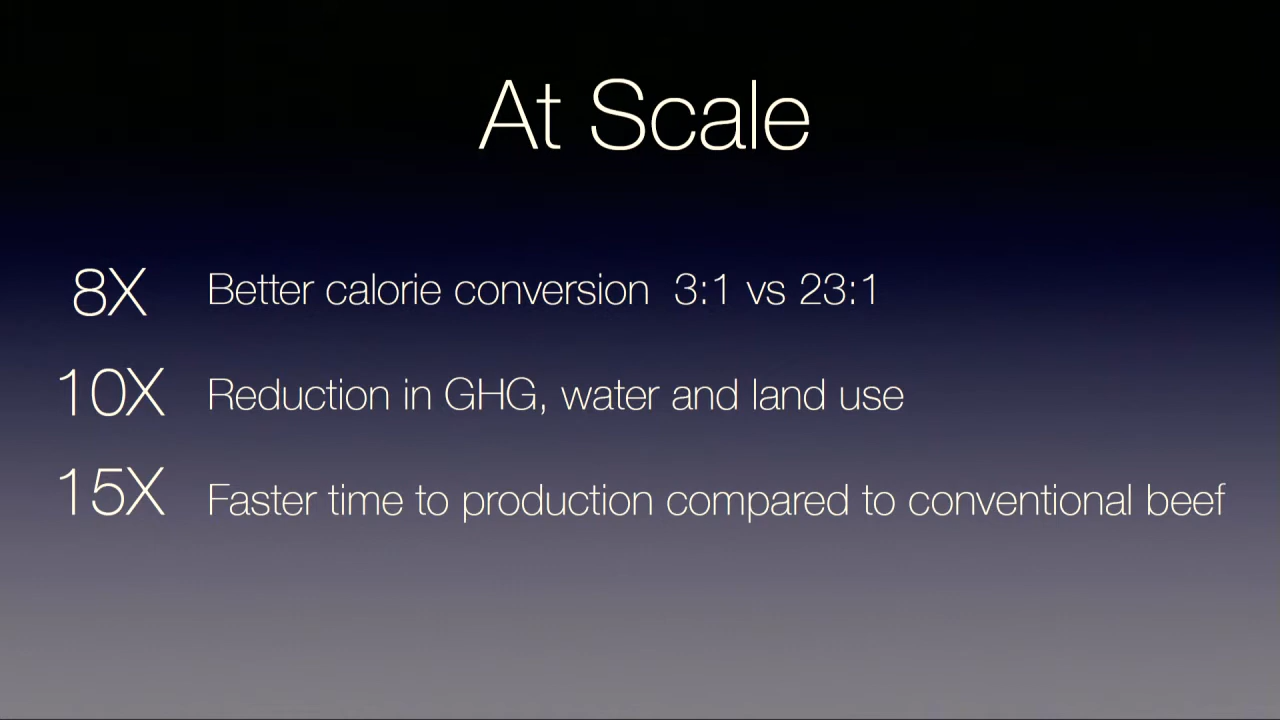 At Scale
8X Better calorie conversion 3:1 vs 23:1
10X Reduction in GHG, water and land use
15X Faster time to production compared to conventional beef